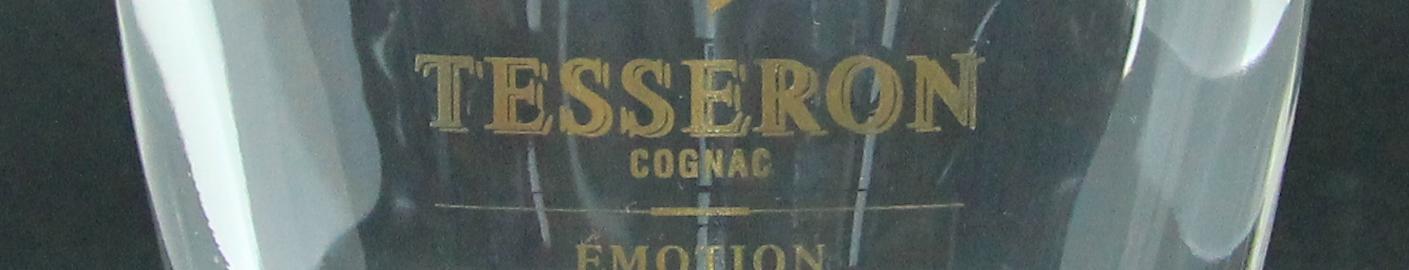 TESSERON
COGNAC
ÉMOTION